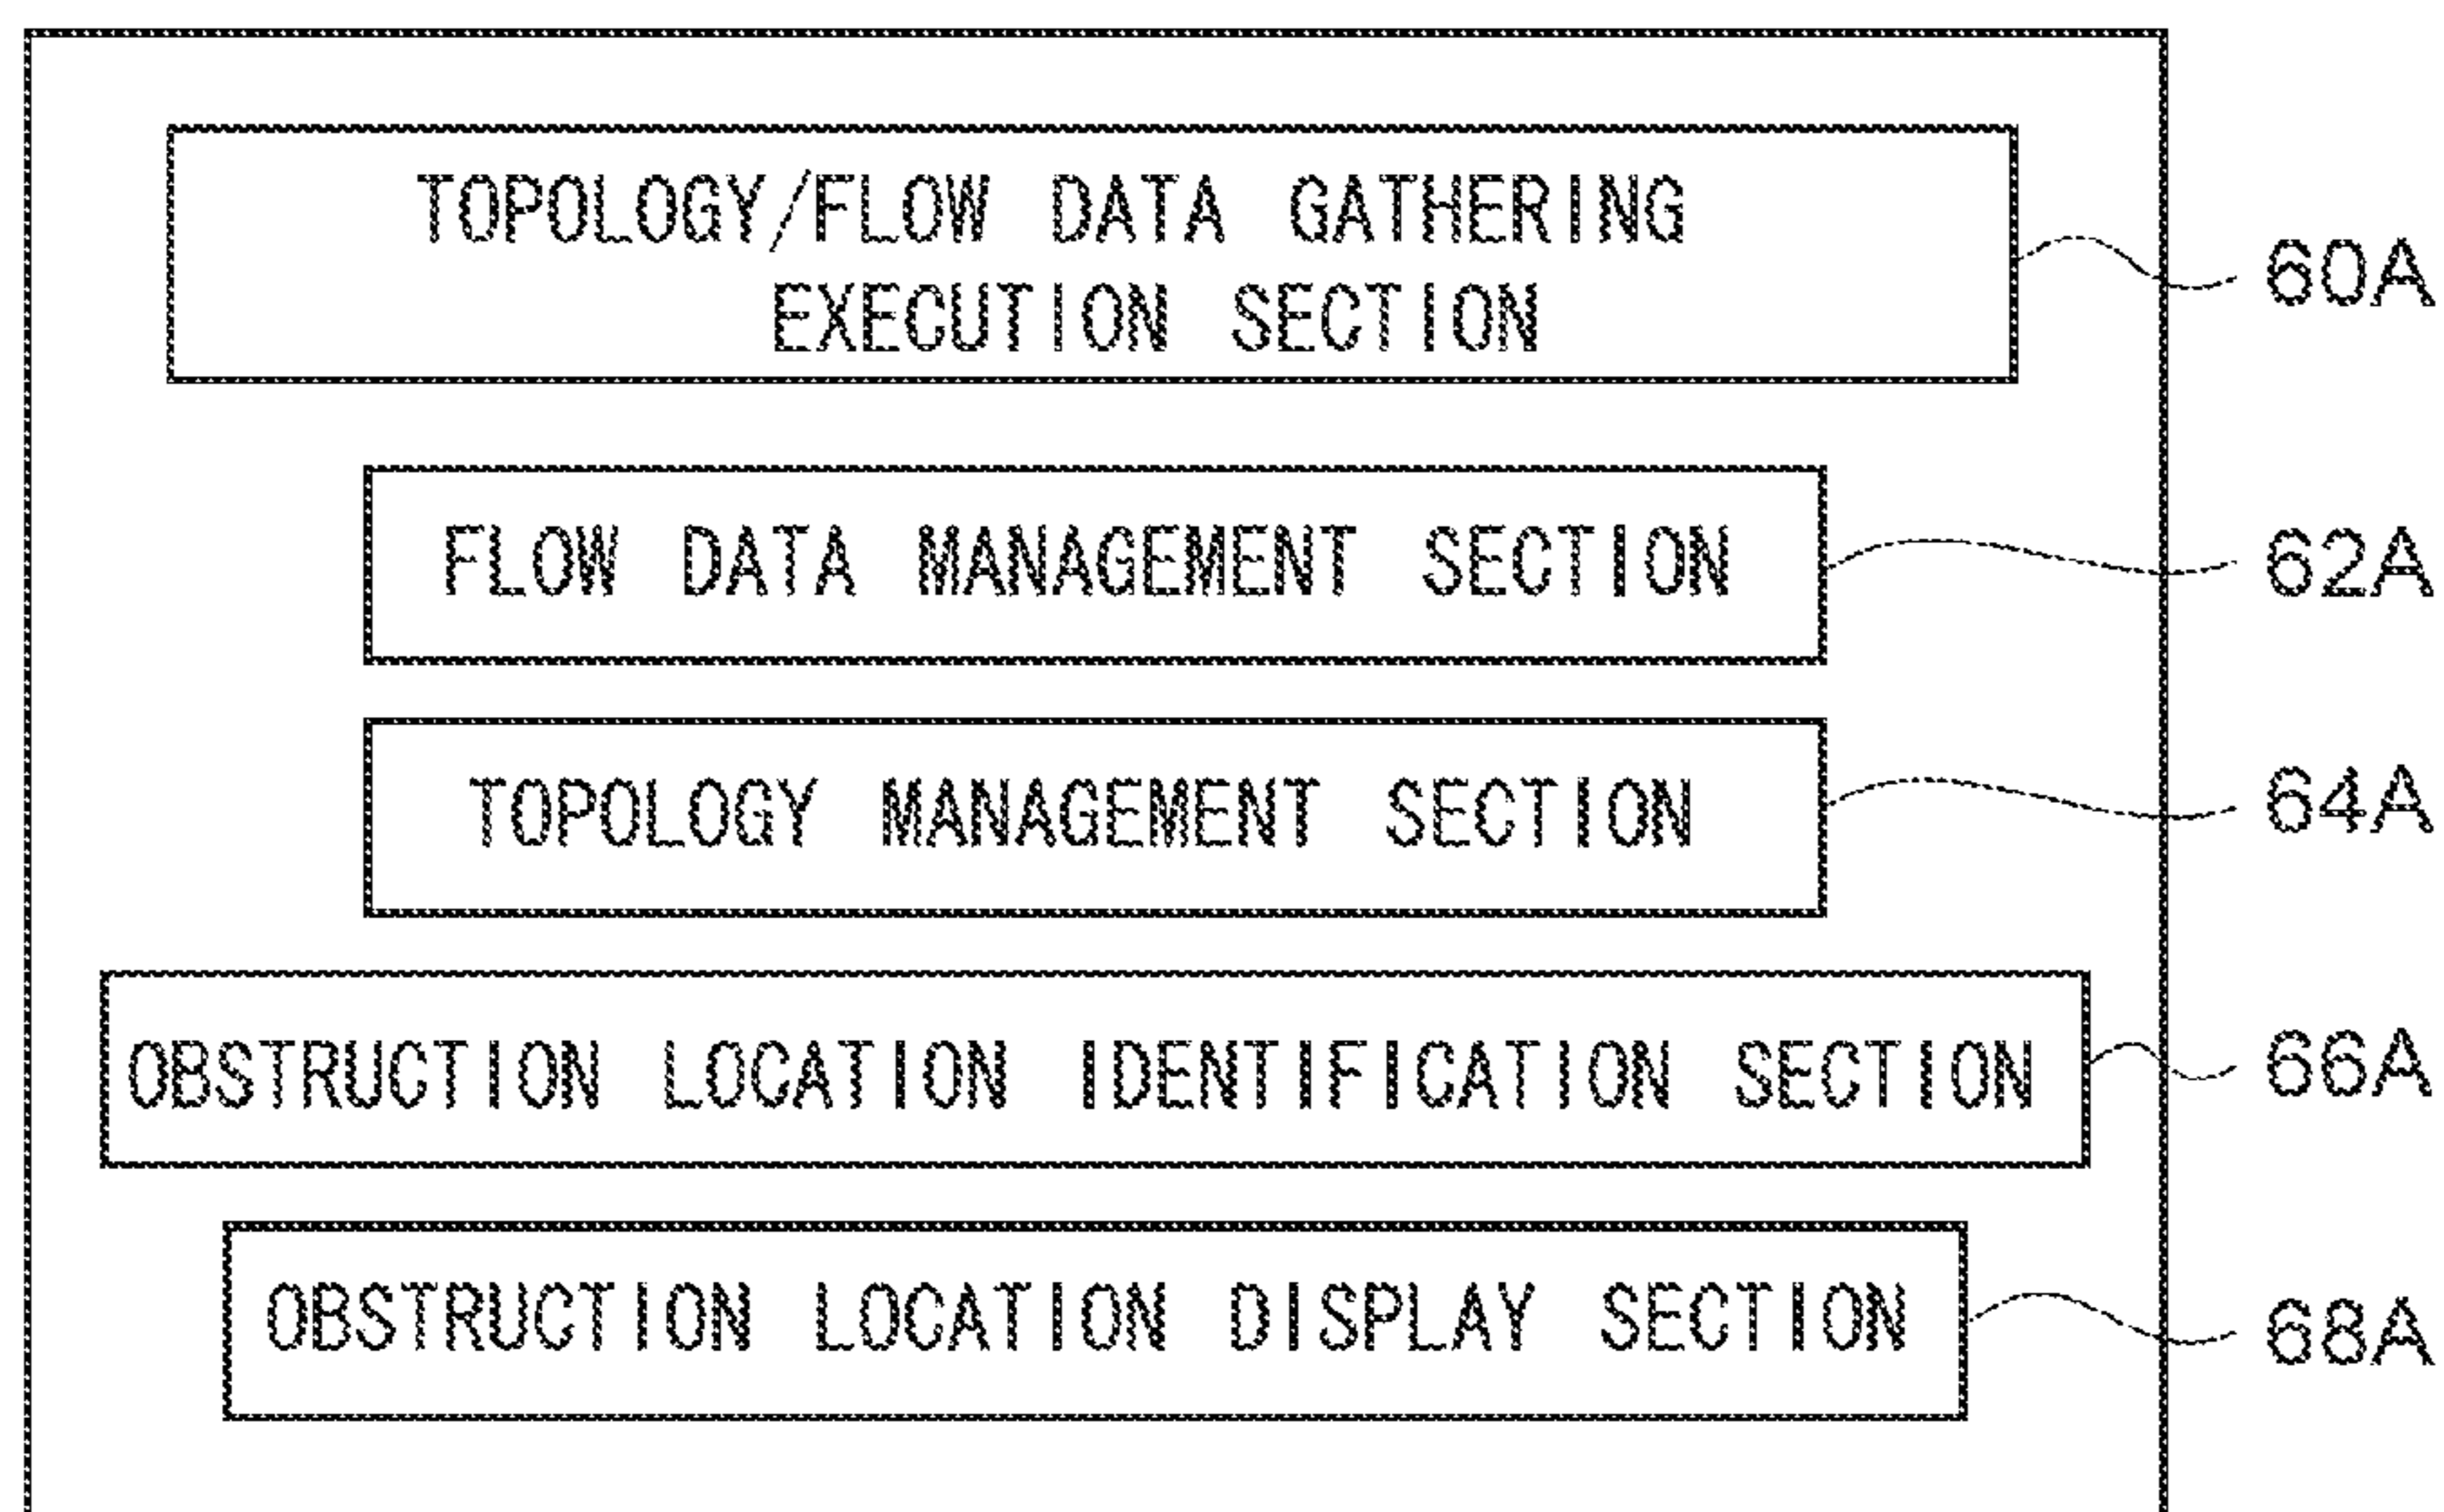 TOPOLOGY/FLOW DATA GATHERING
EXECUTION SECTION
60A
FLOW DATA MANAGEMENT SECTION
62A
TOPOLOGY MANAGEMENT SECTION
64A
OBSTRUCTION LOCATION IDENTIFICATION SECTION
66A
OBSTRUCTION LOCATION DISPLAY SECTION
68A